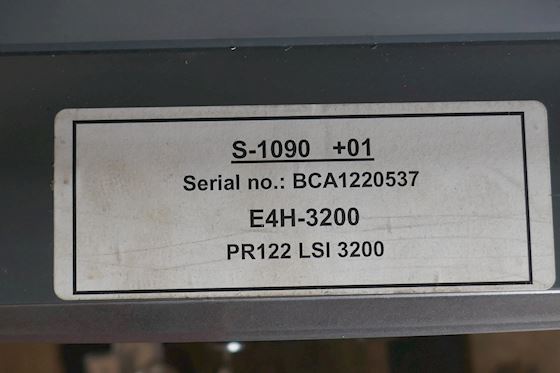 S-1090 +01
Serial no.: BCA1220537
E4H-3200
PR122 LSI 3200